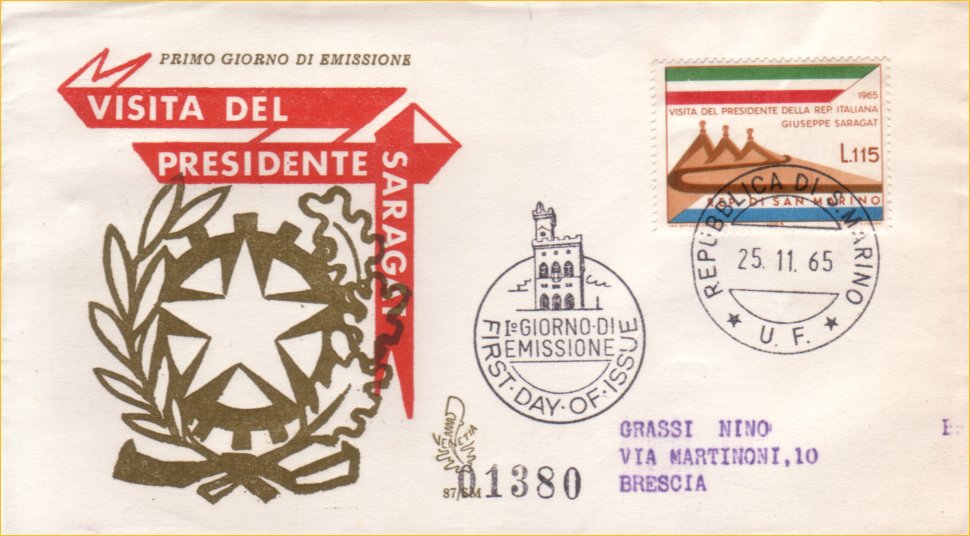 PRIMO GIORNO DI EMISSIONE
VISITA DEL
PRESIDENTE
SARAGAT
1965
VISITA DEL PRESIDENTE DELLA REP. ITALIANA
GIUSEPPE SARAGAT
L.115
REP. DI SAN MARINO
REPUBBLICA DI S. MARINO
25. 11. 65
U. F.
Iº GIORNO·DI
EMISSIONE
FIRST·DAY·OF·ISSUE
VENETIA
87/SM
01380
GRASSI NINO
VIA MARTINONI,10
BRESCIA